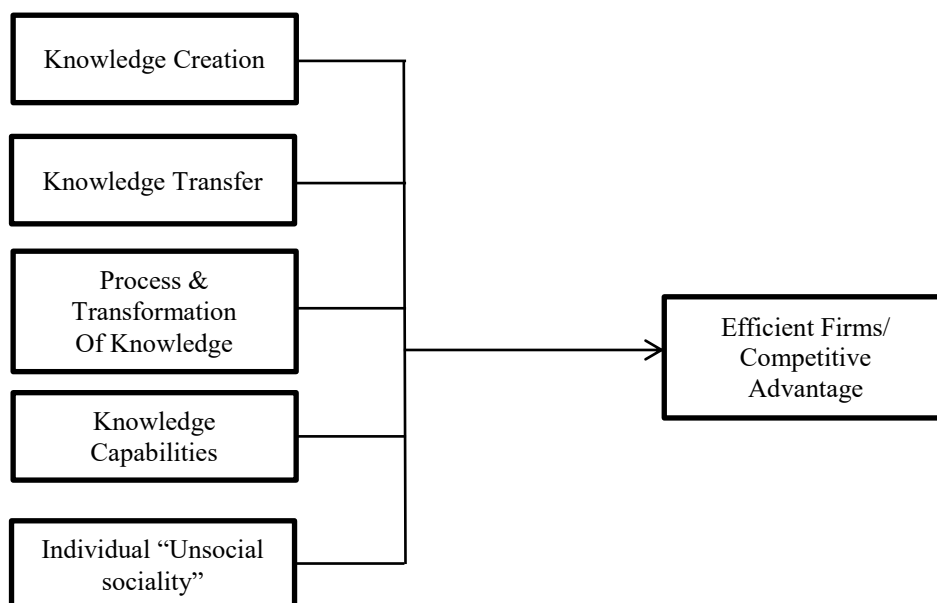 Knowledge Creation
Knowledge Transfer
Process &
Transformation
Of Knowledge
Knowledge
Capabilities
Individual “Unsocial
sociality”
Efficient Firms/
Competitive
Advantage